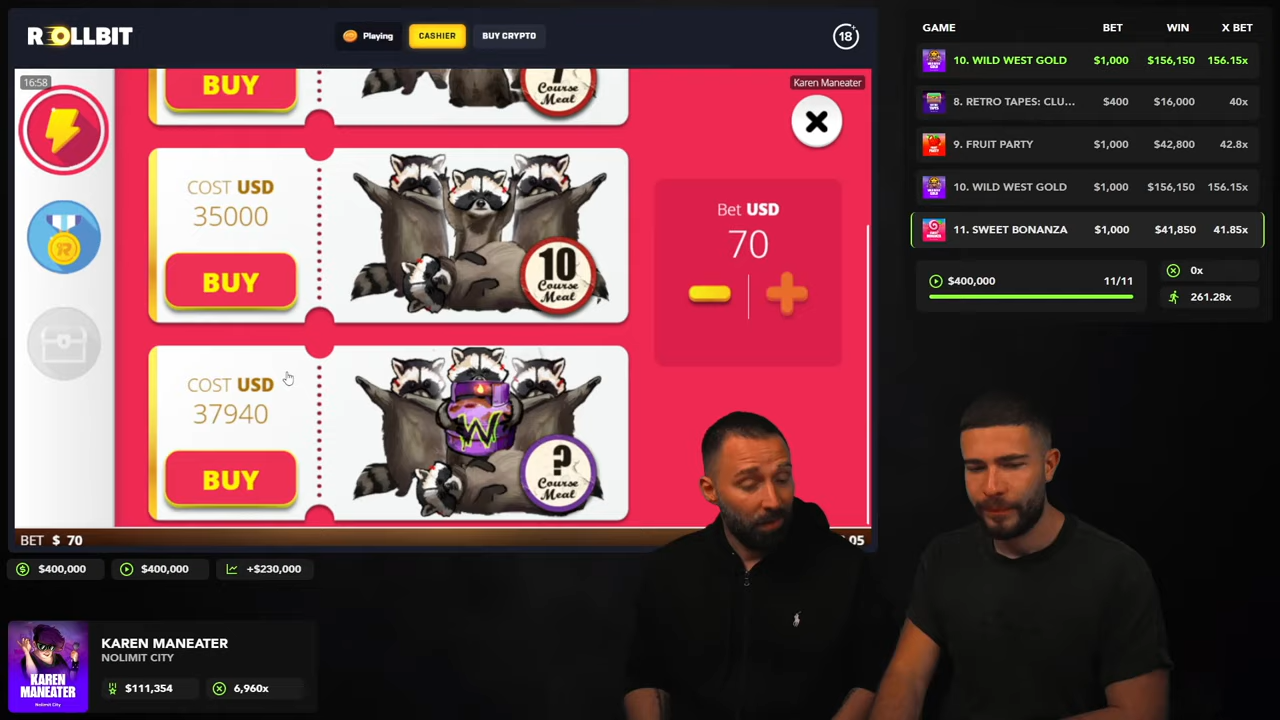 ROLLBIT
Playing
CASHIER
BUY CRYPTO
18
16:58
Karen Maneater
BUY
Course
Meal
COST USD
35000
BUY
10
Course
Meal
Bet USD
70
COST USD
37940
BUY
W
?
Course
Meal
BET $ 70
05
GAME BET WIN X BET
10. WILD WEST GOLD $1,000 $156,150 156.15x
8. RETRO TAPES: CLU... $400 $16,000 40x
9. FRUIT PARTY $1,000 $42,800 42.8x
10. WILD WEST GOLD $1,000 $156,150 156.15x
11. SWEET BONANZA $1,000 $41,850 41.85x
$400,000 11/11
0x
261.28x
$400,000 $400,000 +$230,000
KAREN
MANEATER
Nolimit City
KAREN MANEATER
NOLIMIT CITY
$111,354 6,960x